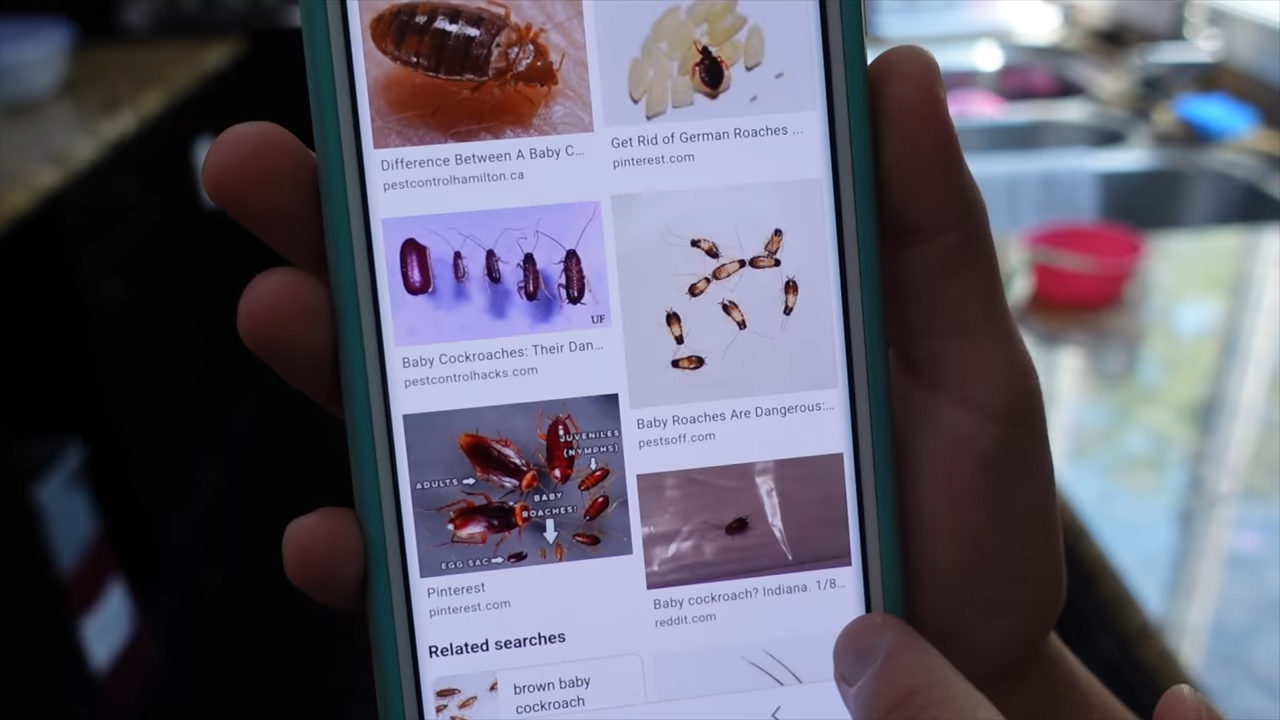 Difference Between A Baby C...
pestcontrolhamilton.ca
Get Rid of German Roaches ...
pinterest.com
UF
Baby Cockroaches: Their Dan...
pestcontrolhacks.com
Baby Roaches Are Dangerous:...
pestsoff.com
JUVENILES
(NYMPHS)
ADULTS
BABY
ROACHES!
EGG SAC
Pinterest
pinterest.com
Baby cockroach? Indiana. 1/8...
reddit.com
Related searches
brown baby
cockroach